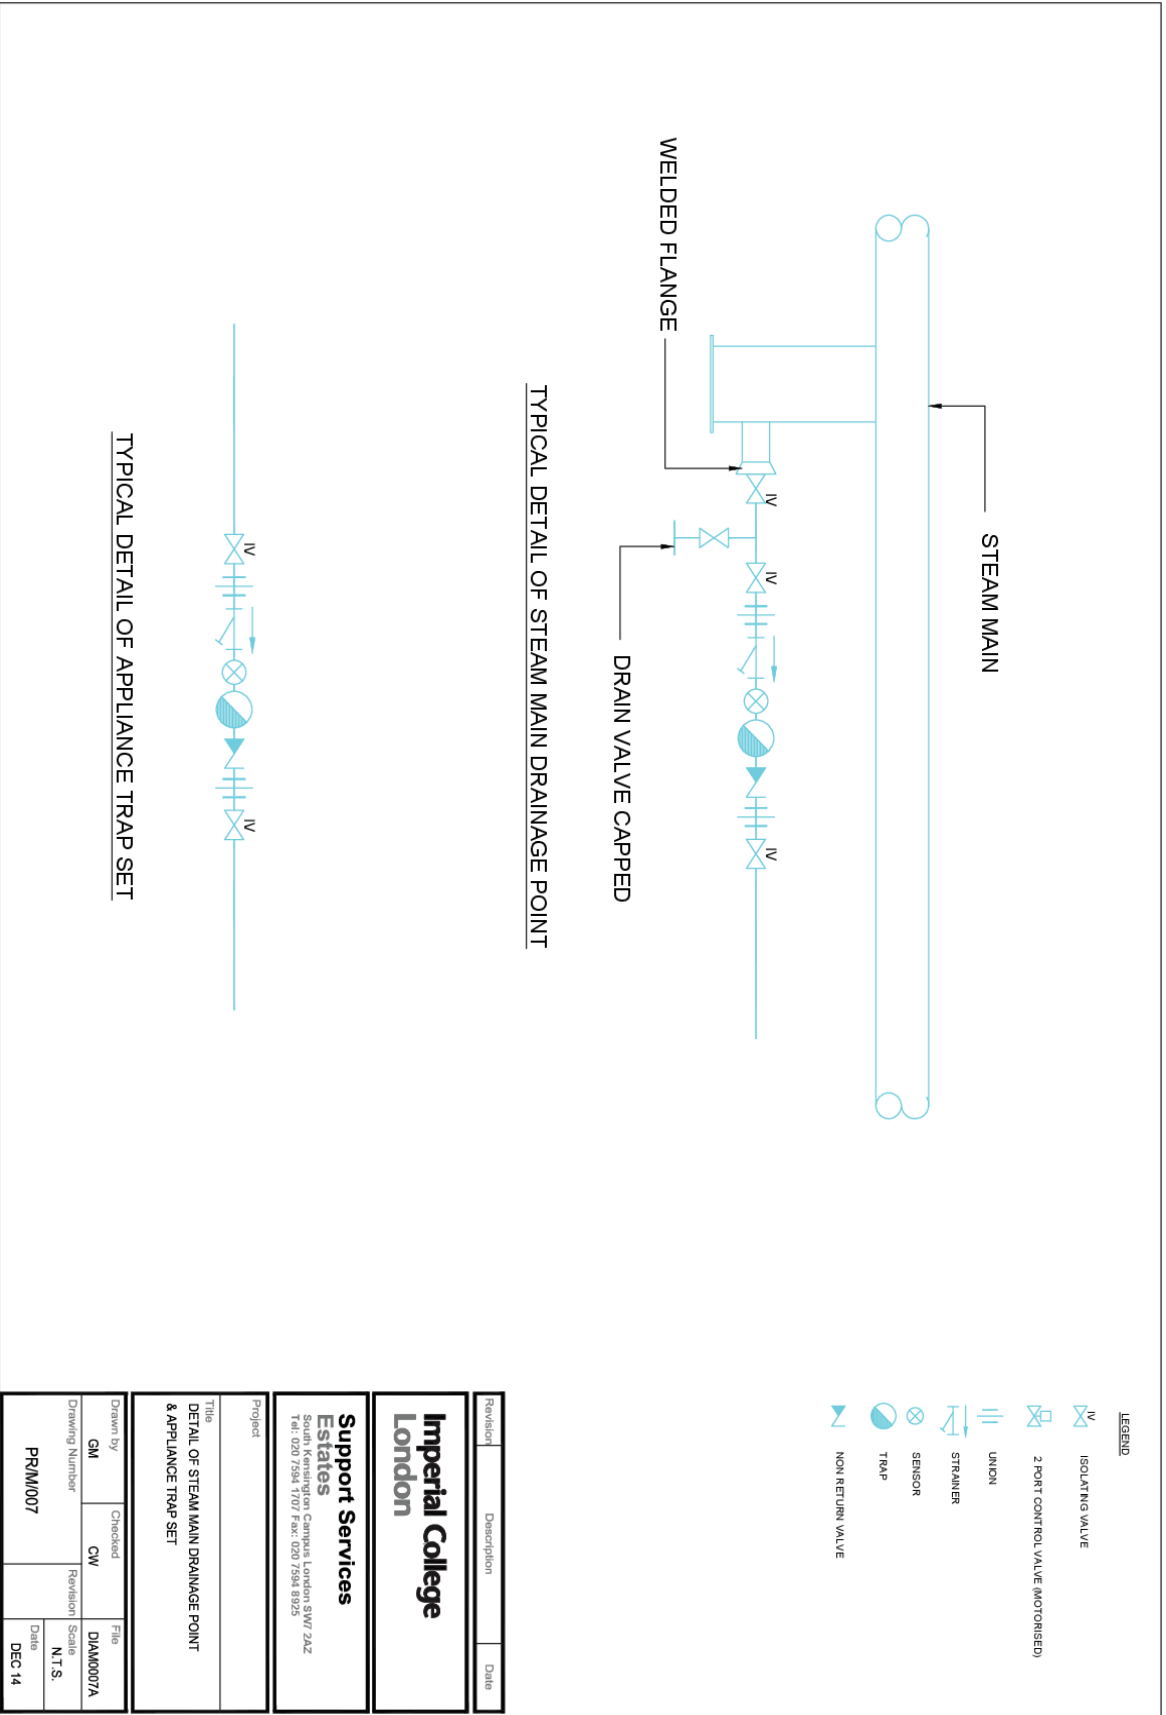 STEAM MAIN
WELDED FLANGE
IV
IV
IV
DRAIN VALVE CAPPED
TYPICAL DETAIL OF STEAM MAIN DRAINAGE POINT
IV
IV
TYPICAL DETAIL OF APPLIANCE TRAP SET
LEGEND
IV ISOLATING VALVE
2 PORT CONTROL VALVE (MOTORISED)
UNION
STRAINER
SENSOR
TRAP
NON RETURN VALVE
Revision Description Date
Imperial College
London
Support Services
Estates
South Kensington Campus London SW7 2AZ
Tel: 020 7594 1707 Fax: 020 7594 8925
Project
Title
DETAIL OF STEAM MAIN DRAINAGE POINT
& APPLIANCE TRAP SET
Drawn by Checked File
GM CW DIAM0007A
Drawing Number Revision Scale
N.T.S.
PR/M/007
Date
DEC 14